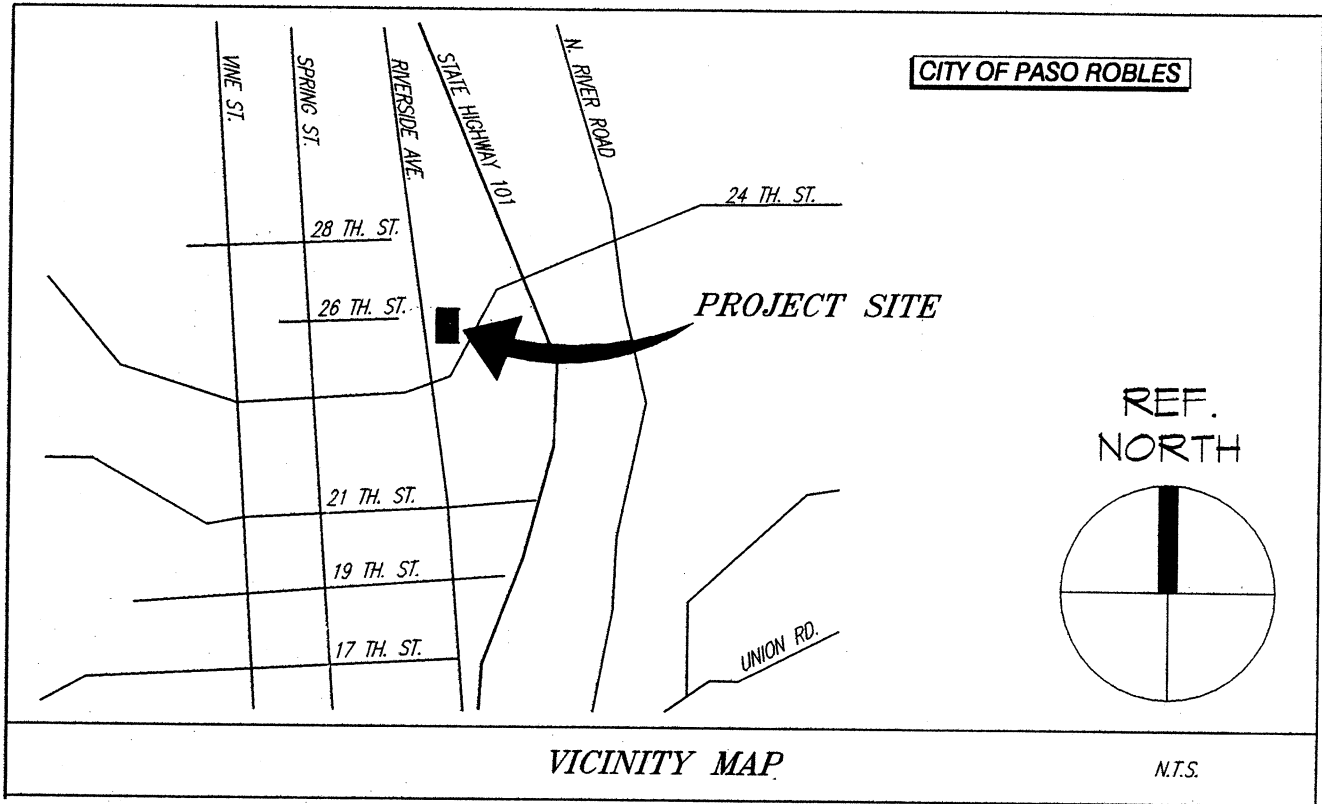 CITY OF PASO ROBLES
VINE ST.
SPRING ST.
RIVERSIDE AVE.
STATE HIGHWAY 101
N. RIVER ROAD
24 TH. ST.
28 TH. ST.
26 TH. ST.
PROJECT SITE
REF.
NORTH
21 TH. ST.
19 TH. ST.
17 TH. ST.
UNION RD.
VICINITY MAP
N.T.S.